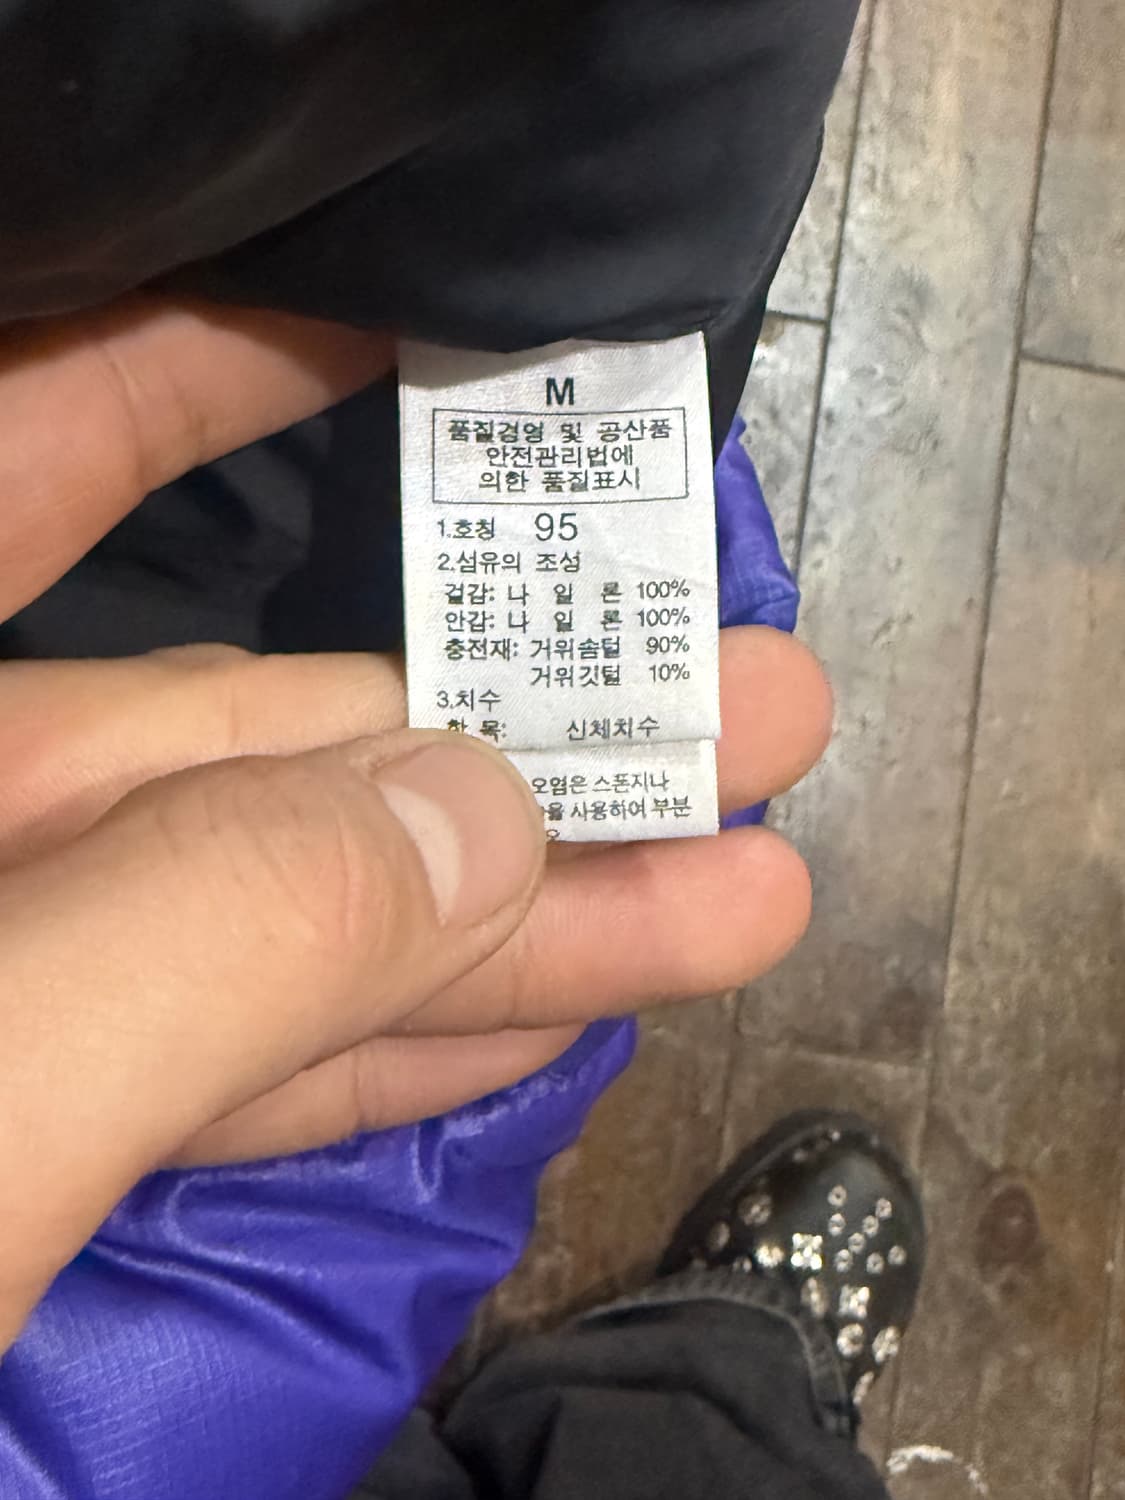 M
품질경영 및 공산품
안전관리법에
의한 품질표시
1.호칭 95
2.섬유의 조성
겉감: 나 일 론 100%
안감: 나 일 론 100%
충전재: 거위솜털 90%
거위깃털 10%
3.치수
항 목: 신체치수
오염은 스폰지나
사용하여 부분